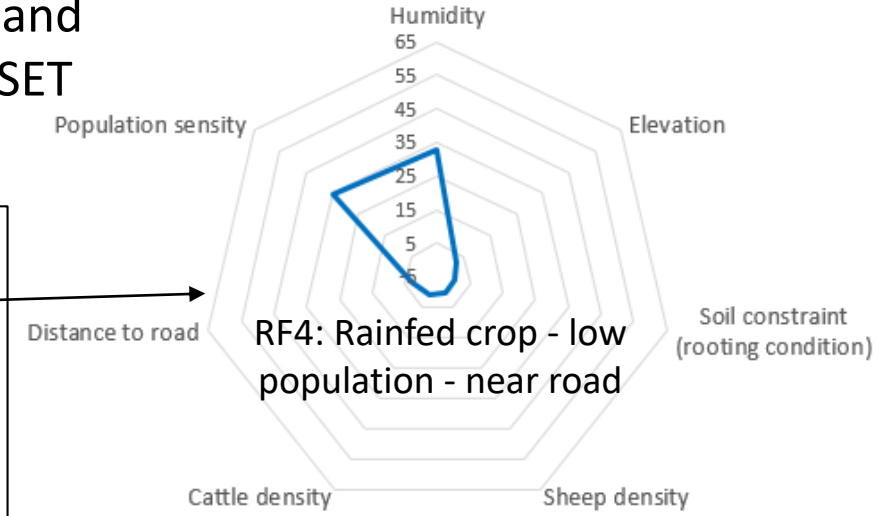 and
SET
Humidity
65
55
45
35
25
15
5
-5
Population sensity
Elevation
Distance to road
Soil constraint
(rooting condition)
RF4: Rainfed crop - low
population - near road
Cattle density
Sheep density